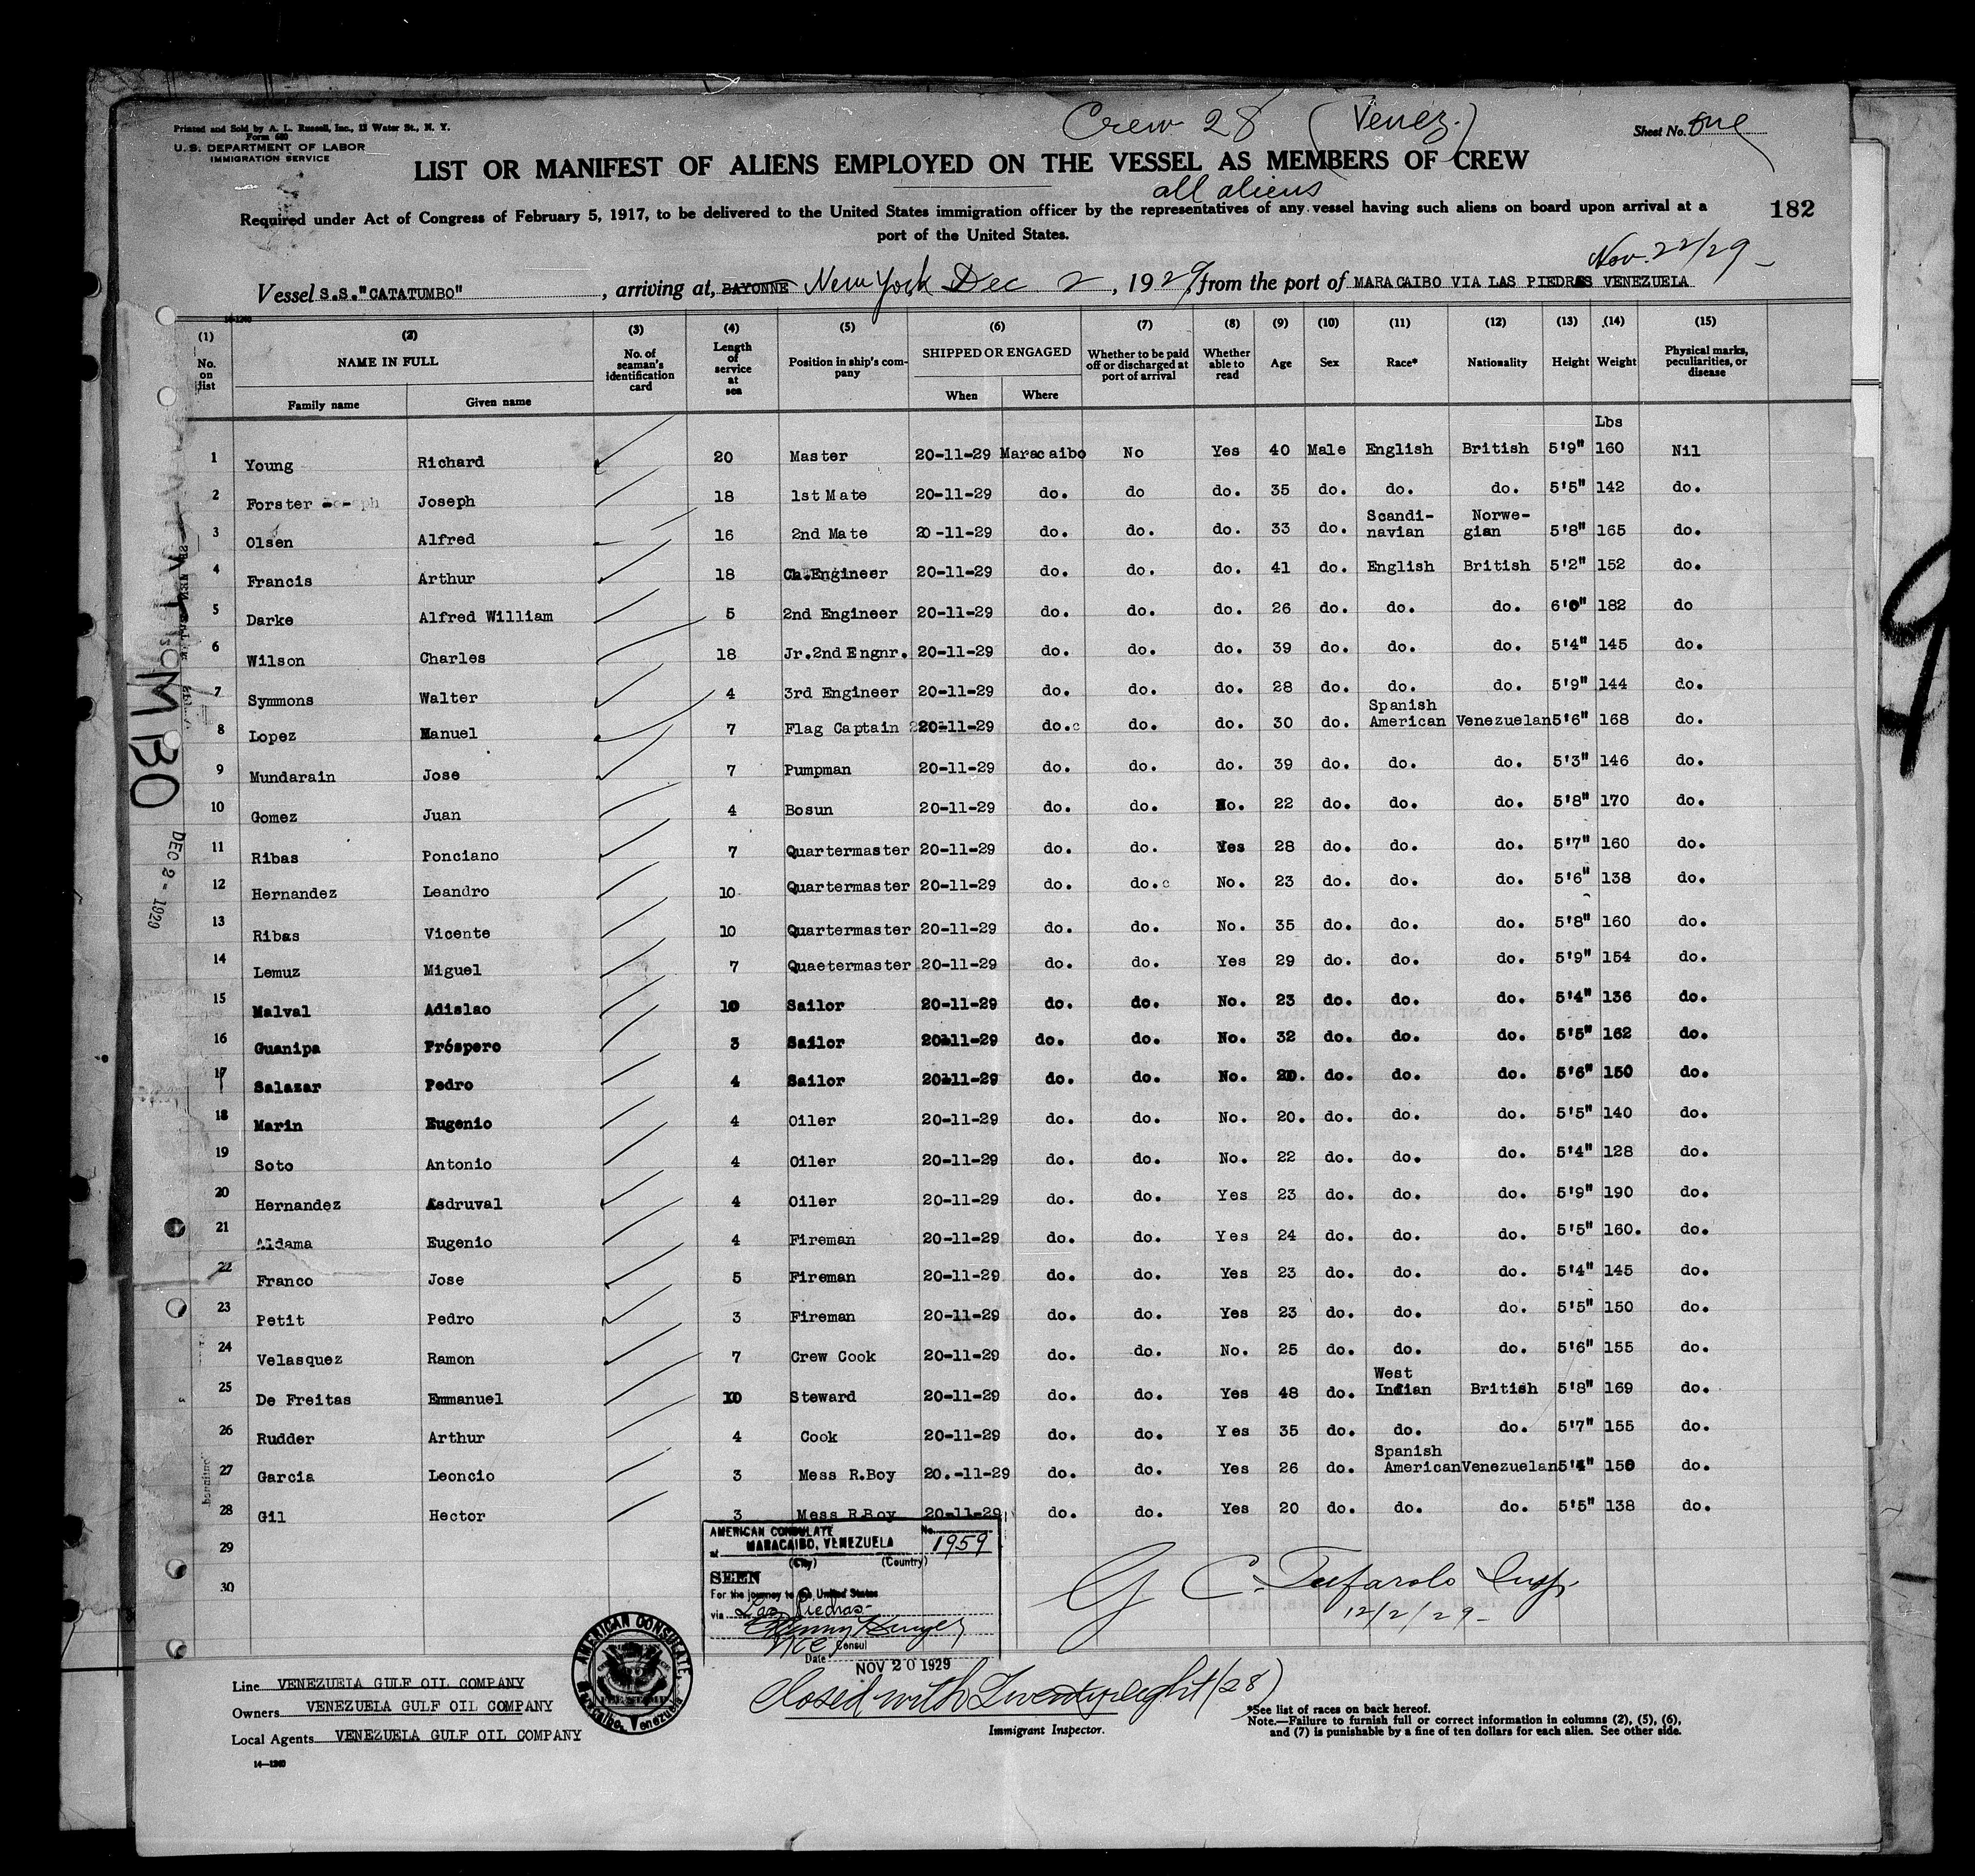 Crew 28 (Venez.)
Printed and Sold by A. L. Russell, Inc., 12 Water St., N. Y.
Form 680
U. S. DEPARTMENT OF LABOR
IMMIGRATION SERVICE
Sheet No. One
LIST OR MANIFEST OF ALIENS EMPLOYED ON THE VESSEL AS MEMBERS OF CREW
all aliens
Required under Act of Congress of February 5, 1917, to be delivered to the United States immigration officer by the representatives of any vessel having such aliens on board upon arrival at a
port of the United States.
182
Nov. 22/29
Vessel S.S."CATATUMBO", arriving at, BAYONNE New York Dec 2, 1929, from the port of MARACAIBO VIA LAS PIEDRAS VENEZUELA
14-1240
(1) (2) (3) (4) (5) (6) (7) (8) (9) (10) (11) (12) (13) (14) (15)
No. on list NAME IN FULL Family name Given name No. of seaman's identification card Length of service at sea Position in ship's company SHIPPED OR ENGAGED When Where Whether to be paid off or discharged at port of arrival Whether able to read Age Sex Race* Nationality Height Weight Physical marks, peculiarities, or disease
Lbs
1 Young Richard 20 Master 20-11-29 Maracaibo No Yes 40 Male English British 5'9" 160 Nil
2 Forster Joseph 18 1st Mate 20-11-29 do. do do. 35 do. do. do. 5'5" 142 do.
3 Olsen Alfred 16 2nd Mate 20-11-29 do. do. do. 33 do. Scandi-navian Norwe-gian 5'8" 165 do.
4 Francis Arthur 18 Ch.Engineer 20-11-29 do. do. do. 41 do. English British 5'2" 152 do.
5 Darke Alfred William 5 2nd Engineer 20-11-29 do. do. do. 26 do. do. do. 6'0" 182 do
6 Wilson Charles 18 Jr.2nd Engnr. 20-11-29 do. do. do. 39 do. do. do. 5'4" 145 do.
7 Symmons Walter 4 3rd Engineer 20-11-29 do. do. do. 28 do. do. do. 5'9" 144 do.
8 Lopez Manuel 7 Flag Captain 20-11-29 do. do. do. 30 do. Spanish American Venezuelan 5'6" 168 do.
9 Mundarain Jose 7 Pumpman 20-11-29 do. do. do. 39 do. do. do. 5'3" 146 do.
10 Gomez Juan 4 Bosun 20-11-29 do. do. No. 22 do. do. do. 5'8" 170 do.
11 Ribas Ponciano 7 Quartermaster 20-11-29 do. do. Yes 28 do. do. do. 5'7" 160 do.
12 Hernandez Leandro 10 Quartermaster 20-11-29 do. do. No. 23 do. do. do. 5'6" 138 do.
13 Ribas Vicente 10 Quartermaster 20-11-29 do. do. No. 35 do. do. do. 5'8" 160 do.
14 Lemuz Miguel 7 Quaetermaster 20-11-29 do. do. Yes 29 do. do. do. 5'9" 154 do.
15 Malval Adislao 10 Sailor 20-11-29 do. do. No. 23 do. do. do. 5'4" 136 do.
16 Guanipa Próspero 3 Sailor 20-11-29 do. do. No. 32 do. do. do. 5'5" 162 do.
17 Salazar Pedro 4 Sailor 20-11-29 do. do. No. 20. do. do. do. 5'6" 150 do.
18 Marin Eugenio 4 Oiler 20-11-29 do. do. No. 20. do. do. do. 5'5" 140 do.
19 Soto Antonio 4 Oiler 20-11-29 do. do. No. 22 do. do. do. 5'4" 128 do.
20 Hernandez Asdruval 4 Oiler 20-11-29 do. do. Yes 23 do. do. do. 5'9" 190 do.
21 Aldama Eugenio 4 Fireman 20-11-29 do. do. Yes 24 do. do. do. 5'5" 160. do.
22 Franco Jose 5 Fireman 20-11-29 do. do. Yes 23 do. do. do. 5'4" 145 do.
23 Petit Pedro 3 Fireman 20-11-29 do. do. Yes 23 do. do. do. 5'5" 150 do.
24 Velasquez Ramon 7 Crew Cook 20-11-29 do. do. No. 25 do. do. do. 5'6" 155 do.
25 De Freitas Emmanuel 10 Steward 20-11-29 do. do. Yes 48 do. West Indian British 5'8" 169 do.
26 Rudder Arthur 4 Cook 20-11-29 do. do. Yes 35 do. do. do. 5'7" 155 do.
27 Garcia Leoncio 3 Mess R.Boy 20.-11-29 do. do. Yes 26 do. Spanish American Venezuelan 5'4" 150 do.
28 Gil Hector 3 Mess R.Boy 20-11-29 do. do. Yes 20 do. do. do. 5'5" 138 do.
29
30
AMERICAN CONSULATE No. 1959
at MARACAIBO, VENEZUELA
(City) (Country)
SEEN
For the journey to the United States
via Las Piedras
Vice Consul
Date NOV 20 1929
AMERICAN CONSULATE,
Maracaibo, Venezuela
G C. Tufarolo Insp.
12/2/29
Closed with Twenty eight (28)
Immigrant Inspector.
Line VENEZUELA GULF OIL COMPANY
Owners VENEZUELA GULF OIL COMPANY
Local Agents VENEZUELA GULF OIL COMPANY
14-1240
*See list of races on back hereof.
Note.—Failure to furnish full or correct information in columns (2), (5), (6),
and (7) is punishable by a fine of ten dollars for each alien. See other side.
DEC 2 - 1929